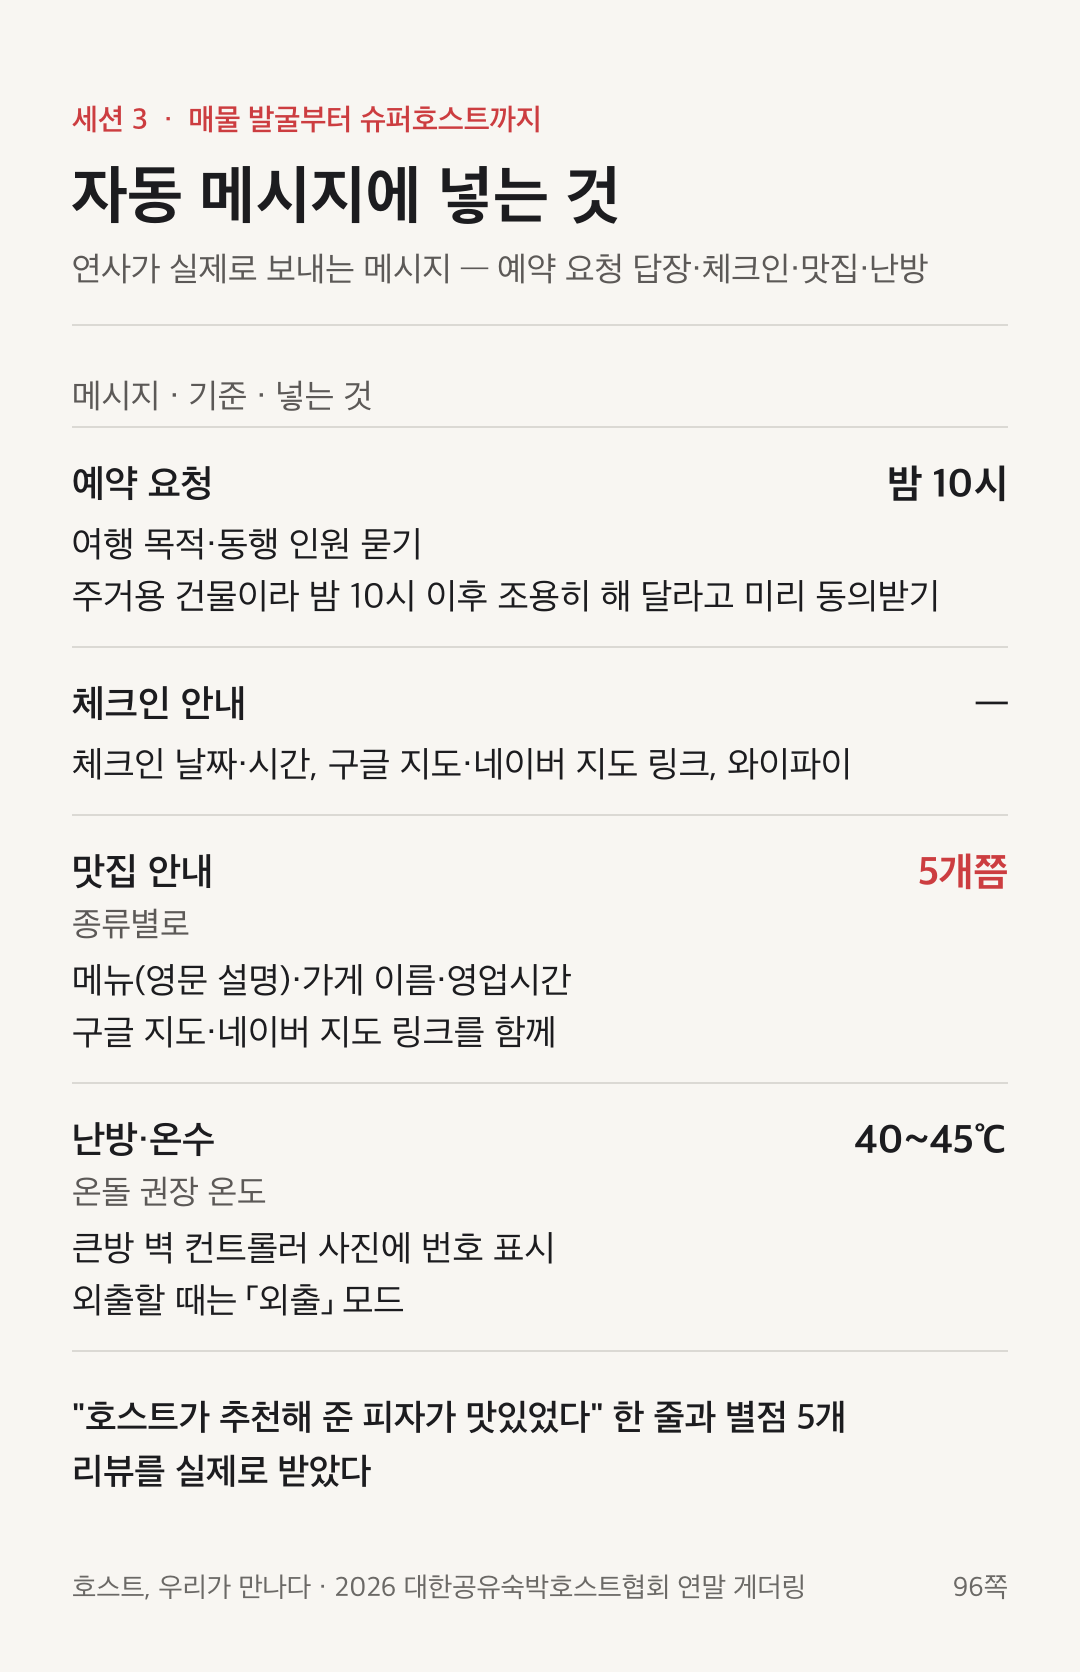 세션 3 · 매물 발굴부터 슈퍼호스트까지
자동 메시지에 넣는 것
연사가 실제로 보내는 메시지 — 예약 요청 답장·체크인·맛집·난방
메시지 · 기준 · 넣는 것
예약 요청 밤 10시
여행 목적·동행 인원 묻기
주거용 건물이라 밤 10시 이후 조용히 해 달라고 미리 동의받기
체크인 안내 —
체크인 날짜·시간, 구글 지도·네이버 지도 링크, 와이파이
맛집 안내 5개쯤
종류별로
메뉴(영문 설명)·가게 이름·영업시간
구글 지도·네이버 지도 링크를 함께
난방·온수 40~45℃
온돌 권장 온도
큰방 벽 컨트롤러 사진에 번호 표시
외출할 때는 「외출」 모드
"호스트가 추천해 준 피자가 맛있었다" 한 줄과 별점 5개
리뷰를 실제로 받았다
호스트, 우리가 만나다 · 2026 대한공유숙박호스트협회 연말 게더링 96쪽